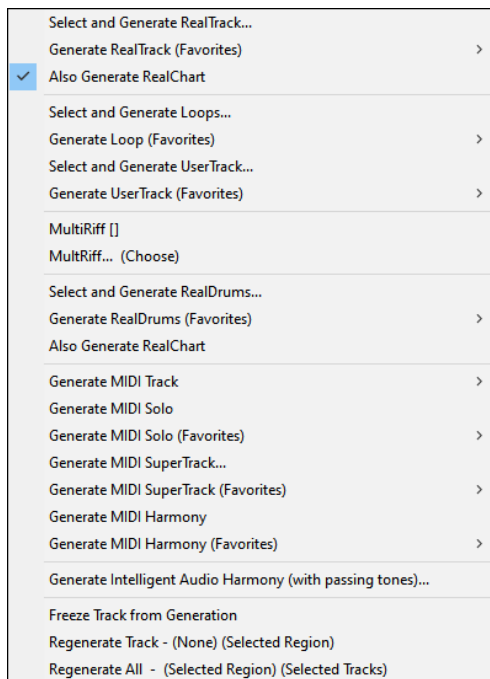 Select and Generate RealTrack...
Generate RealTrack (Favorites)
Also Generate RealChart
Select and Generate Loops...
Generate Loop (Favorites)
Select and Generate UserTrack...
Generate UserTrack (Favorites)
MultiRiff []
MultRiff... (Choose)
Select and Generate RealDrums...
Generate RealDrums (Favorites)
Also Generate RealChart
Generate MIDI Track
Generate MIDI Solo
Generate MIDI Solo (Favorites)
Generate MIDI SuperTrack...
Generate MIDI SuperTrack (Favorites)
Generate MIDI Harmony
Generate MIDI Harmony (Favorites)
Generate Intelligent Audio Harmony (with passing tones)...
Freeze Track from Generation
Regenerate Track - (None) (Selected Region)
Regenerate All - (Selected Region) (Selected Tracks)